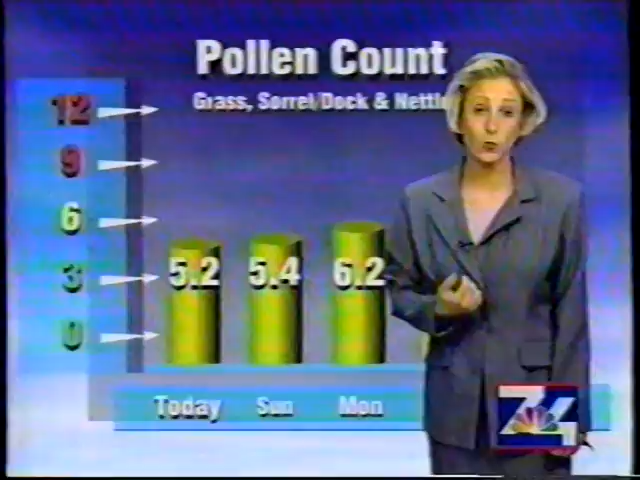 Pollen Count
Grass, Sorrel/Dock & Nettle
12
9
6
3
0
5.2 5.4 6.2
Today Sun Mon